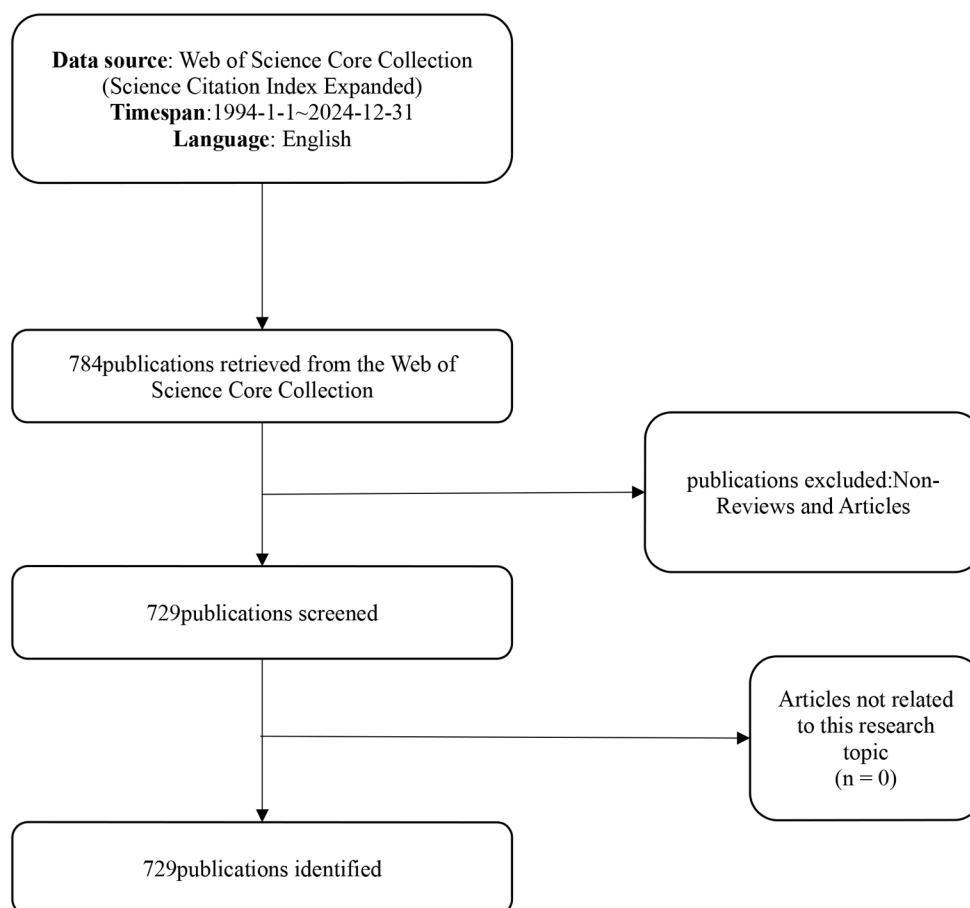 Data source: Web of Science Core Collection
(Science Citation Index Expanded)
Timespan:1994-1-1~2024-12-31
Language: English
784publications retrieved from the Web of
Science Core Collection
publications excluded:Non-
Reviews and Articles
729publications screened
Articles not related
to this research
topic
(n = 0)
729publications identified